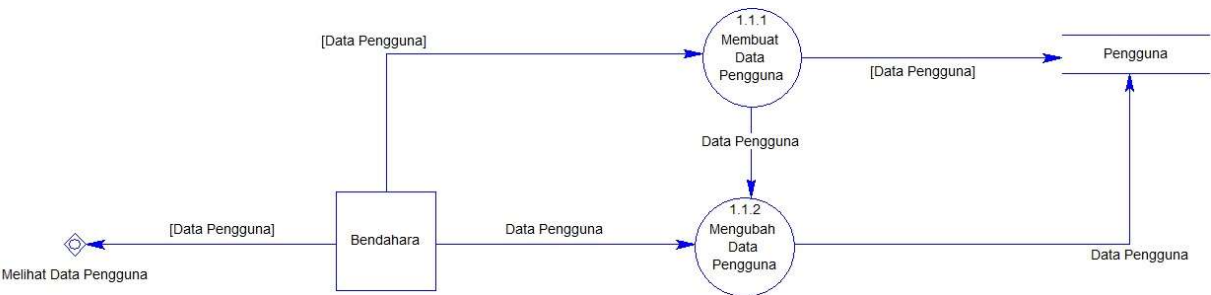 1.1.1
Membuat
Data
Pengguna
[Data Pengguna]
[Data Pengguna]
Pengguna
Data Pengguna
[Data Pengguna]
Bendahara
Data Pengguna
1.1.2
Mengubah
Data
Pengguna
Data Pengguna
Melihat Data Pengguna